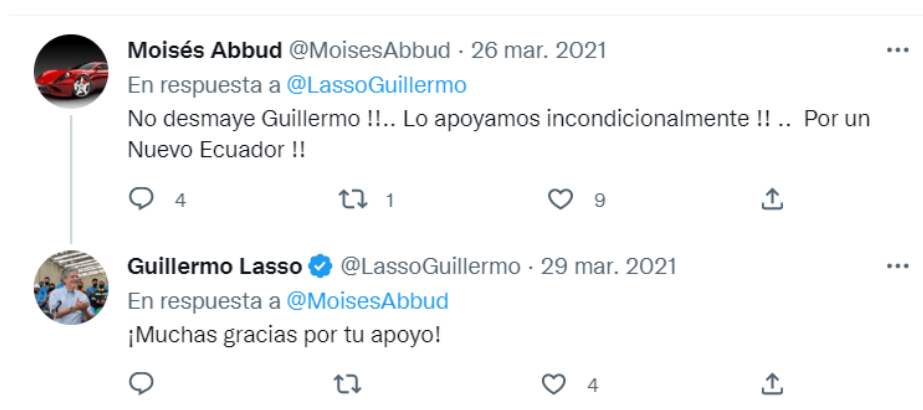 Moisés Abbud @MoisesAbbud · 26 mar. 2021
En respuesta a @LassoGuillermo
No desmaye Guillermo !!.. Lo apoyamos incondicionalmente !! .. Por un
Nuevo Ecuador !!
4 1 9
Guillermo Lasso @LassoGuillermo · 29 mar. 2021
En respuesta a @MoisesAbbud
¡Muchas gracias por tu apoyo!
4